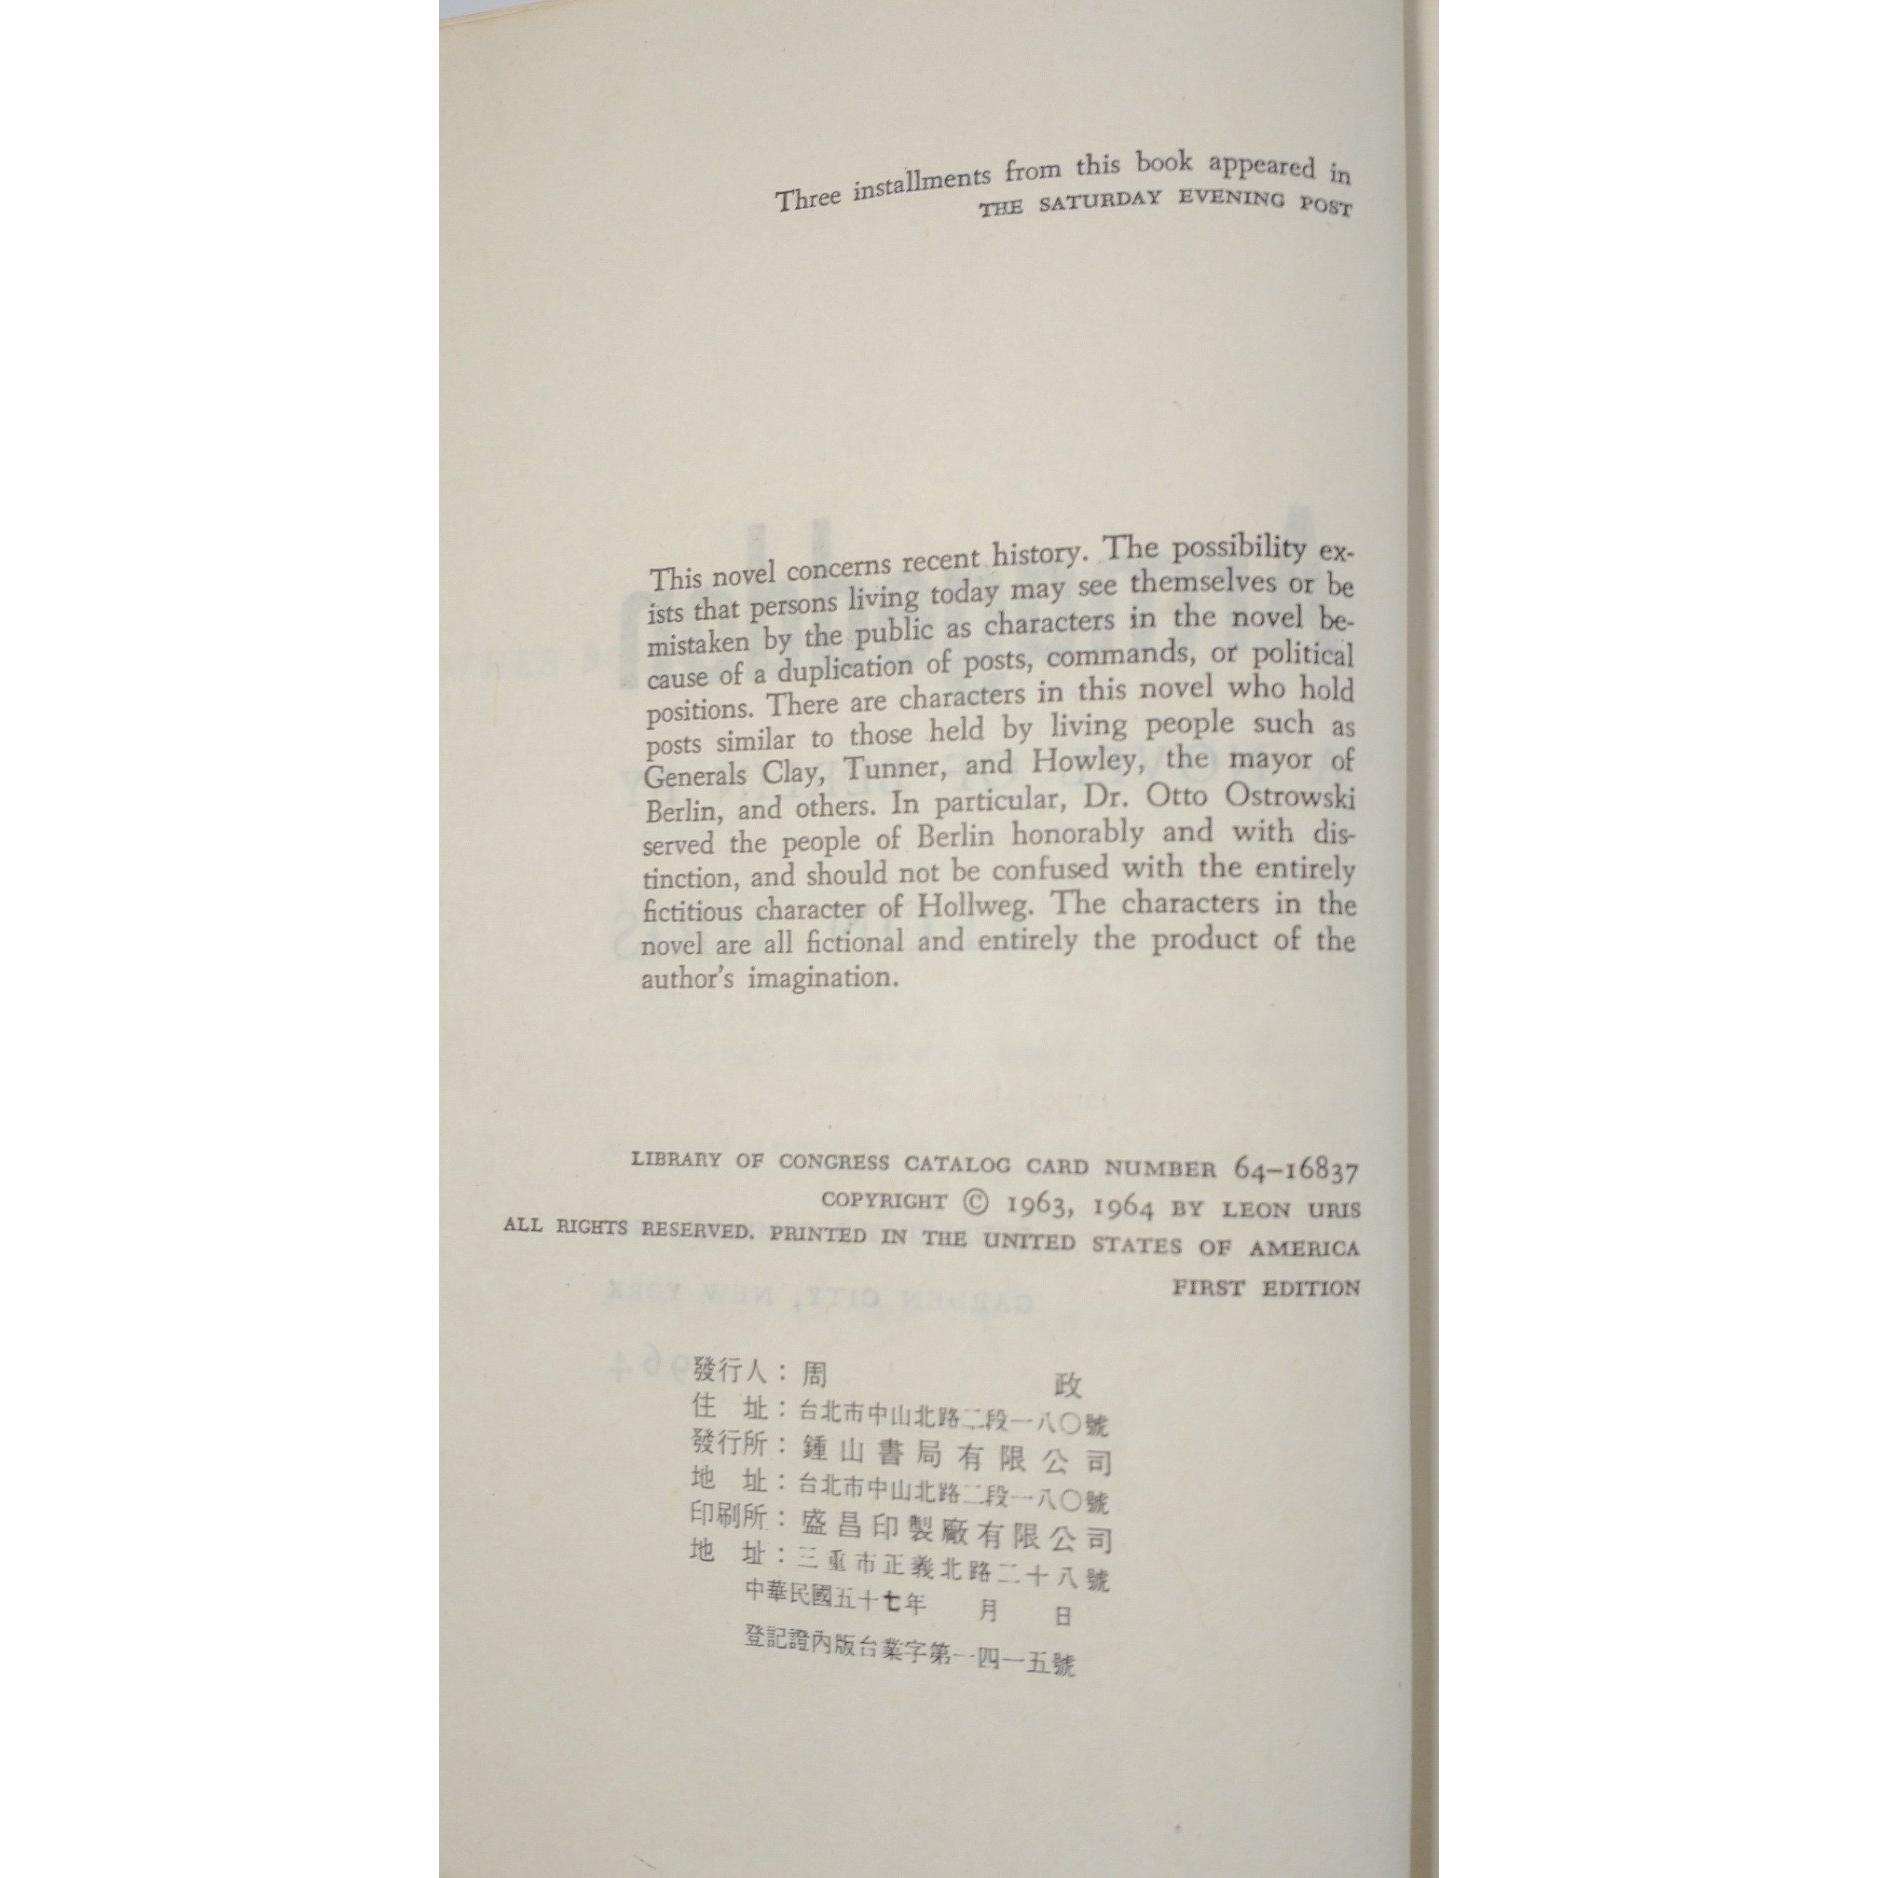 Three installments from this book appeared in
THE SATURDAY EVENING POST
This novel concerns recent history. The possibility ex-
ists that persons living today may see themselves or be
mistaken by the public as characters in the novel be-
cause of a duplication of posts, commands, or political
positions. There are characters in this novel who hold
posts similar to those held by living people such as
Generals Clay, Tunner, and Howley, the mayor of
Berlin, and others. In particular, Dr. Otto Ostrowski
served the people of Berlin honorably and with dis-
tinction, and should not be confused with the entirely
fictitious character of Hollweg. The characters in the
novel are all fictional and entirely the product of the
author's imagination.
LIBRARY OF CONGRESS CATALOG CARD NUMBER 64–16837
COPYRIGHT © 1963, 1964 BY LEON URIS
ALL RIGHTS RESERVED. PRINTED IN THE UNITED STATES OF AMERICA
FIRST EDITION
發行人：周 政
住 址：台北市中山北路二段一八〇號
發行所：鍾山書局有限公司
地 址：台北市中山北路二段一八〇號
印刷所：盛昌印製廠有限公司
地 址：三重市正義北路二十八號
中華民國五十七年 月 日
登記證內版台業字第一四一五號